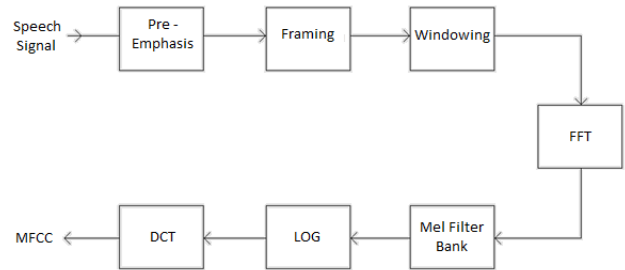 Speech
Signal
Pre -
Emphasis
Framing
Windowing
FFT
Mel Filter
Bank
LOG
DCT
MFCC